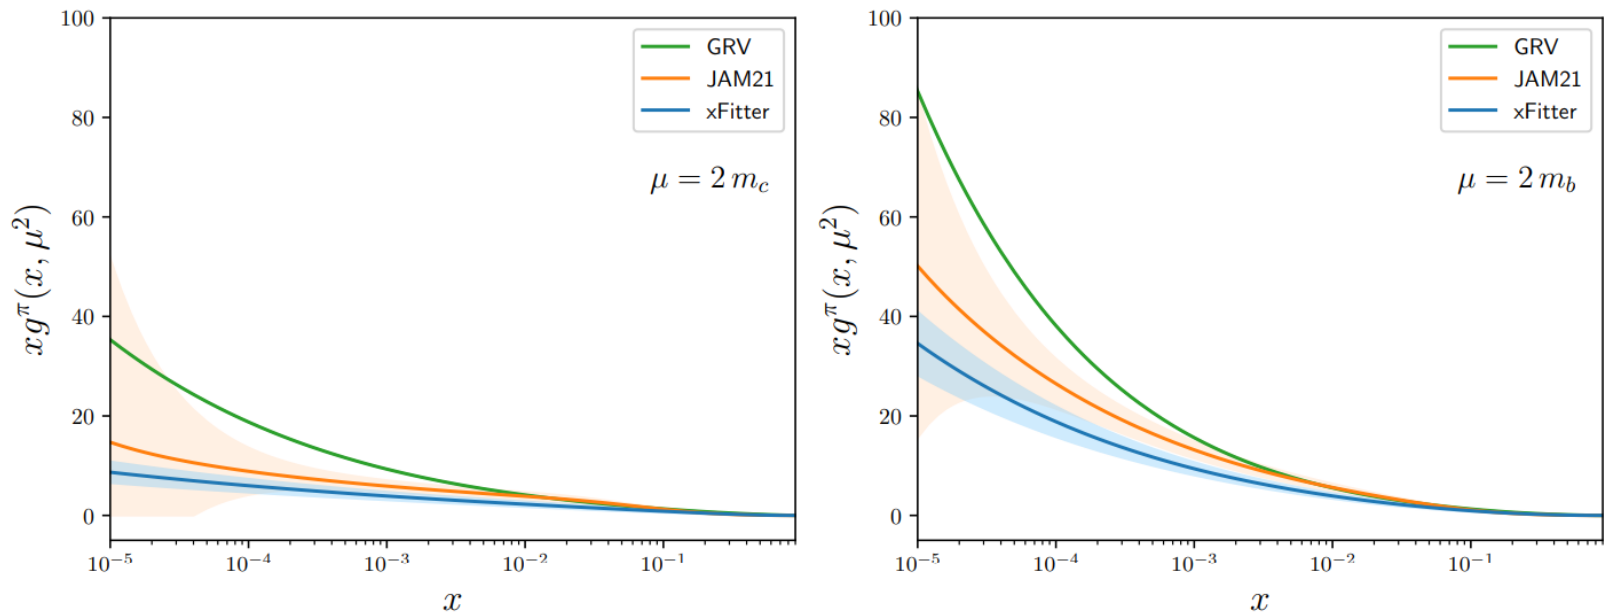 100
80
60
40
20
0
xg^π(x, μ²)
GRV
JAM21
xFitter
μ = 2 m_c
10⁻⁵
10⁻⁴
10⁻³
10⁻²
10⁻¹
x
100
80
60
40
20
0
xg^π(x, μ²)
GRV
JAM21
xFitter
μ = 2 m_b
10⁻⁵
10⁻⁴
10⁻³
10⁻²
10⁻¹
x